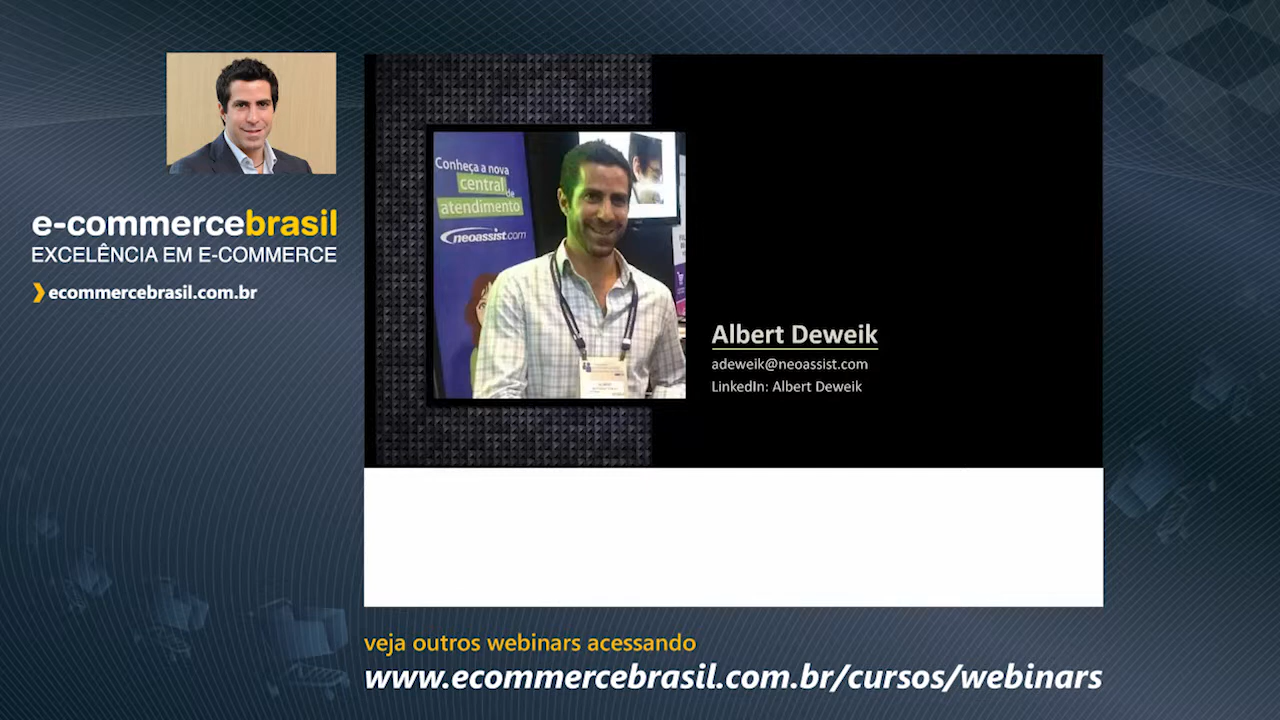 e-commercebrasil
EXCELÊNCIA EM E-COMMERCE
ecommercebrasil.com.br
Conheça a nova
central de
atendimento
neoassist.com
Albert Deweik
adeweik@neoassist.com
LinkedIn: Albert Deweik
veja outros webinars acessando
www.ecommercebrasil.com.br/cursos/webinars